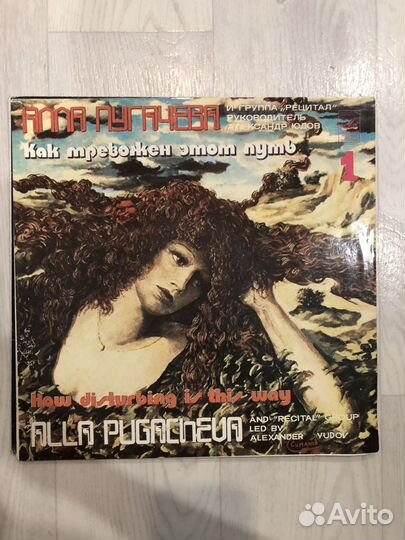 АЛЛА ПУГАЧЕВА
И ГРУППА „РЕЦИТАЛ"
РУКОВОДИТЕЛЬ
АЛЕКСАНДР ЮДОВ
Как тревожен этот путь
1
How disturbing is this way
ALLA PUGACHEVA
AND "RECITAL" GROUP
LED BY
ALEXANDER YUDOV
Avito